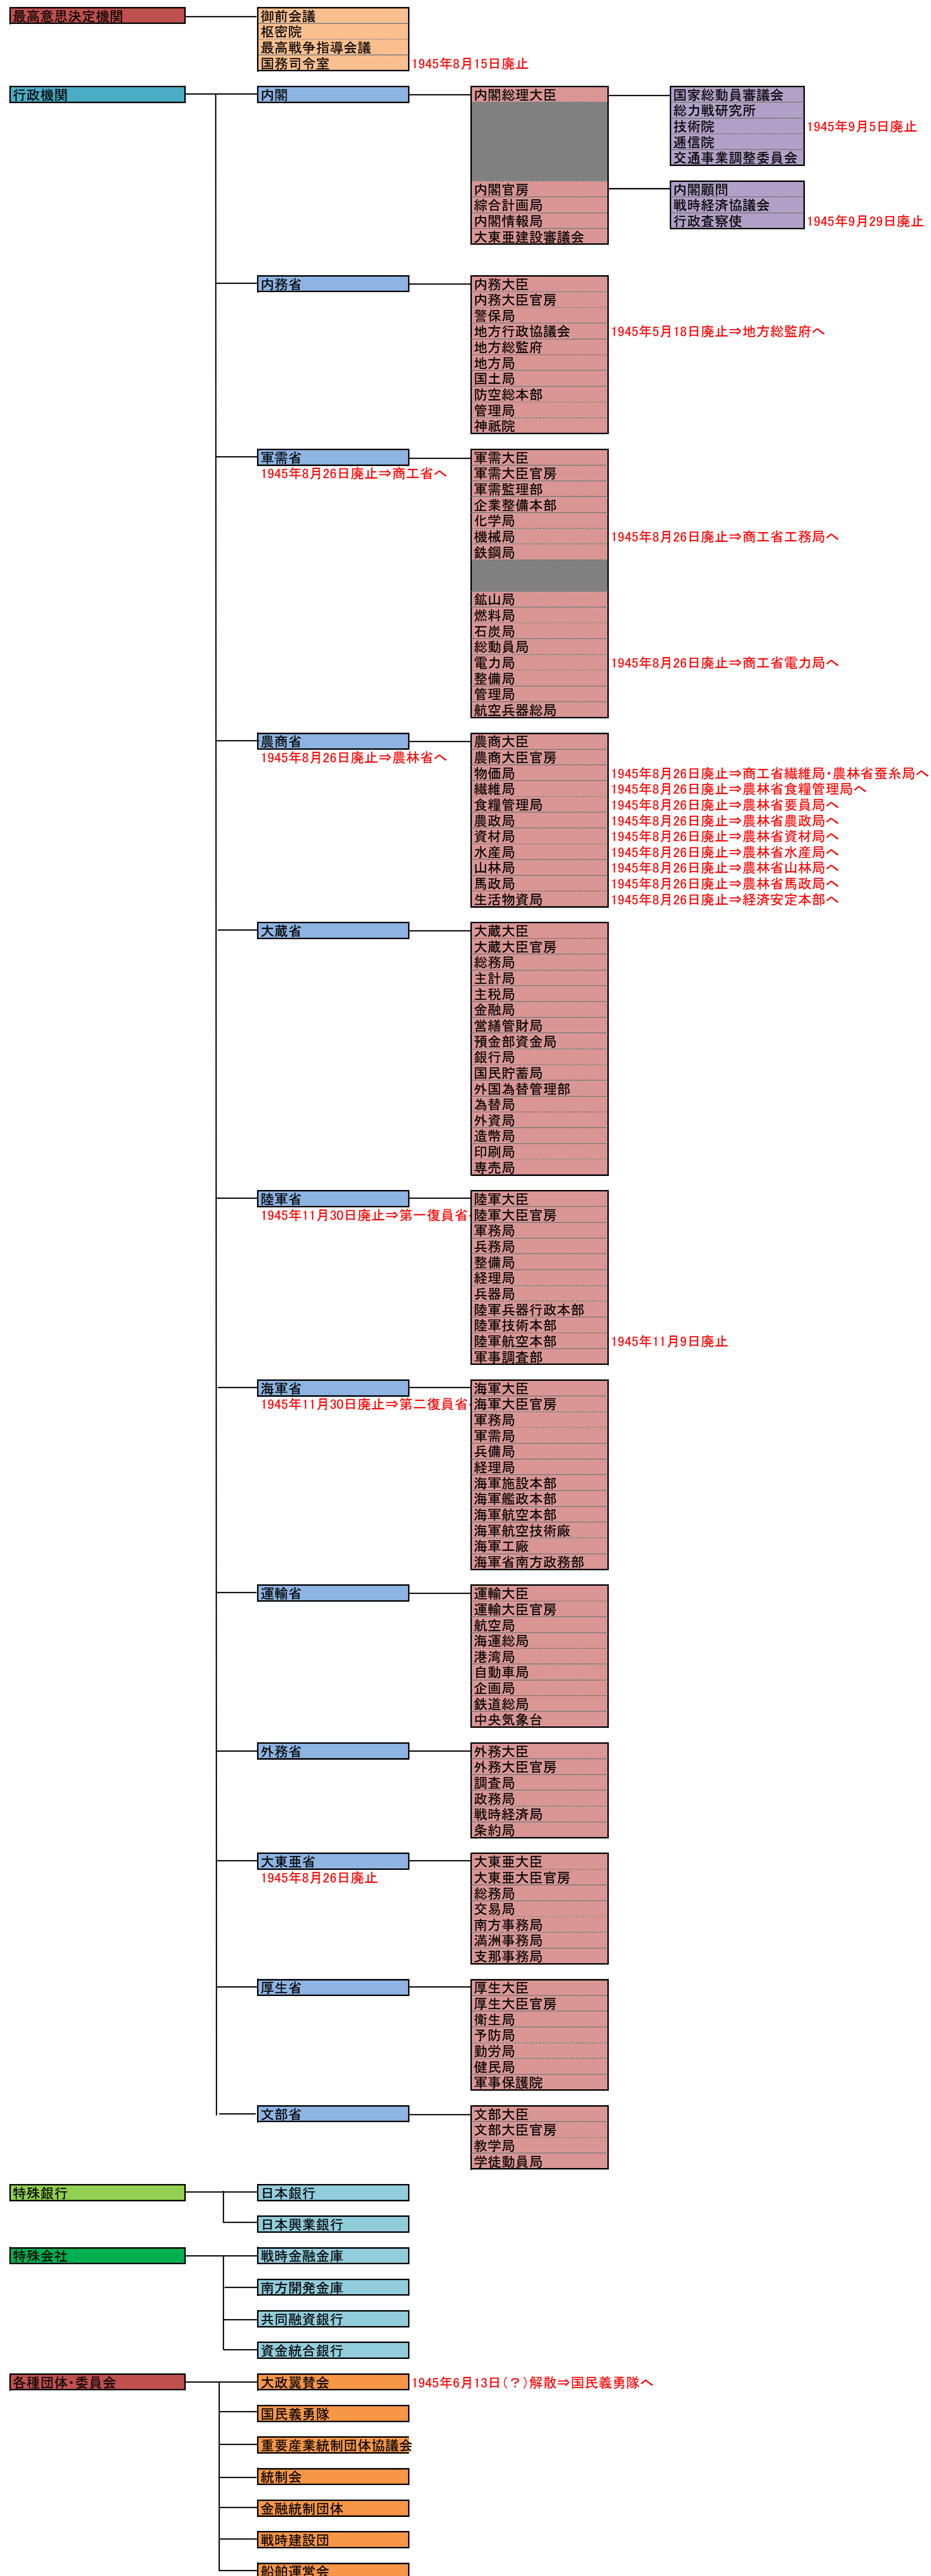 最高意思決定機関
御前会議
枢密院
最高戦争指導会議
国務司令室 1945年8月15日廃止
行政機関
内閣
内閣総理大臣
国家総動員審議会
総力戦研究所
技術院 1945年9月5日廃止
逓信院
交通事業調整委員会
内閣官房
綜合計画局
内閣情報局
大東亜建設審議会
内閣顧問
戦時経済協議会
行政査察使 1945年9月29日廃止
内務省
内務大臣
内務大臣官房
警保局
地方行政協議会 1945年5月18日廃止⇒地方総監府へ
地方総監府
地方局
国土局
防空総本部
管理局
神祇院
軍需省
1945年8月26日廃止⇒商工省へ
軍需大臣
軍需大臣官房
軍需監理部
企業整備本部
化学局
機械局 1945年8月26日廃止⇒商工省工務局へ
鉄鋼局
鉱山局
燃料局
石炭局
総動員局
電力局 1945年8月26日廃止⇒商工省電力局へ
整備局
管理局
航空兵器総局
農商省
1945年8月26日廃止⇒農林省へ
農商大臣
農商大臣官房
物価局 1945年8月26日廃止⇒商工省繊維局・農林省蚕糸局へ
繊維局 1945年8月26日廃止⇒農林省食糧管理局へ
食糧管理局 1945年8月26日廃止⇒農林省要員局へ
農政局 1945年8月26日廃止⇒農林省農政局へ
資材局 1945年8月26日廃止⇒農林省資材局へ
水産局 1945年8月26日廃止⇒農林省水産局へ
山林局 1945年8月26日廃止⇒農林省山林局へ
馬政局 1945年8月26日廃止⇒農林省馬政局へ
生活物資局 1945年8月26日廃止⇒経済安定本部へ
大蔵省
大蔵大臣
大蔵大臣官房
総務局
主計局
主税局
金融局
営繕管財局
預金部資金局
銀行局
国民貯蓄局
外国為替管理部
為替局
外資局
造幣局
印刷局
専売局
陸軍省
1945年11月30日廃止⇒第一復員省
陸軍大臣
陸軍大臣官房
軍務局
兵務局
整備局
経理局
兵器局
陸軍兵器行政本部
陸軍技術本部
陸軍航空本部 1945年11月9日廃止
軍事調査部
海軍省
1945年11月30日廃止⇒第二復員省
海軍大臣
海軍大臣官房
軍務局
軍需局
兵備局
経理局
海軍施設本部
海軍艦政本部
海軍航空本部
海軍航空技術廠
海軍工廠
海軍省南方政務部
運輸省
運輸大臣
運輸大臣官房
航空局
海運総局
港湾局
自動車局
企画局
鉄道総局
中央気象台
外務省
外務大臣
外務大臣官房
調査局
政務局
戦時経済局
条約局
大東亜省
1945年8月26日廃止
大東亜大臣
大東亜大臣官房
総務局
交易局
南方事務局
満洲事務局
支那事務局
厚生省
厚生大臣
厚生大臣官房
衛生局
予防局
勤労局
健民局
軍事保護院
文部省
文部大臣
文部大臣官房
教学局
学徒動員局
特殊銀行
日本銀行
日本興業銀行
特殊会社
戦時金融金庫
南方開発金庫
共同融資銀行
資金統合銀行
各種団体・委員会
大政翼賛会 1945年6月13日(?)解散⇒国民義勇隊へ
国民義勇隊
重要産業統制団体協議会
統制会
金融統制団体
戦時建設団
船舶運営会